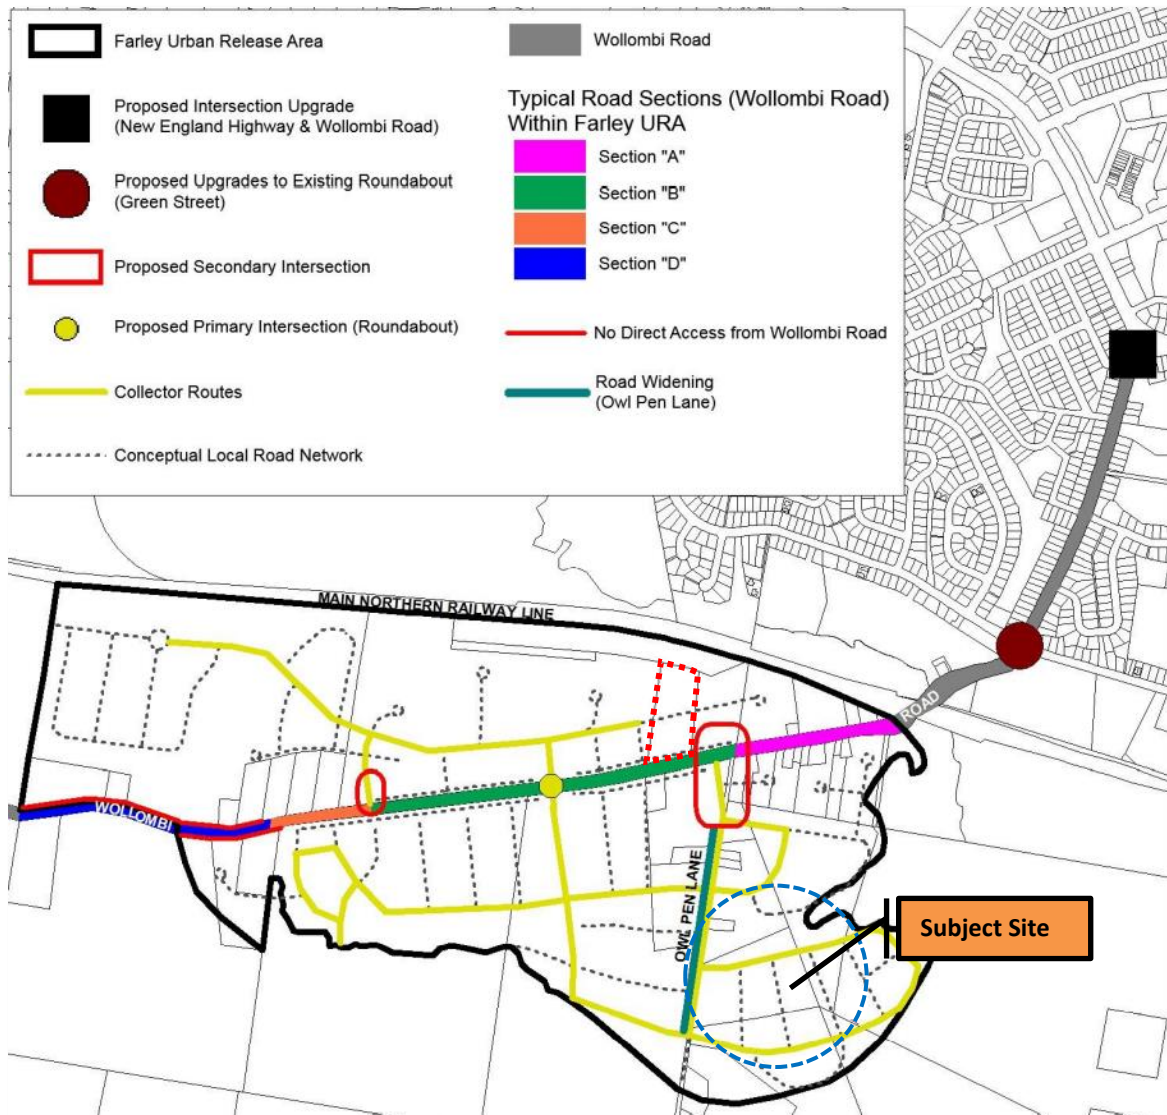 Farley Urban Release Area
Proposed Intersection Upgrade
(New England Highway & Wollombi Road)
Proposed Upgrades to Existing Roundabout
(Green Street)
Proposed Secondary Intersection
Proposed Primary Intersection (Roundabout)
Collector Routes
Conceptual Local Road Network
Wollombi Road
Typical Road Sections (Wollombi Road)
Within Farley URA
Section "A"
Section "B"
Section "C"
Section "D"
No Direct Access from Wollombi Road
Road Widening
(Owl Pen Lane)
MAIN NORTHERN RAILWAY LINE
ROAD
WOLLOMBI
OWL PEN LANE
Subject Site